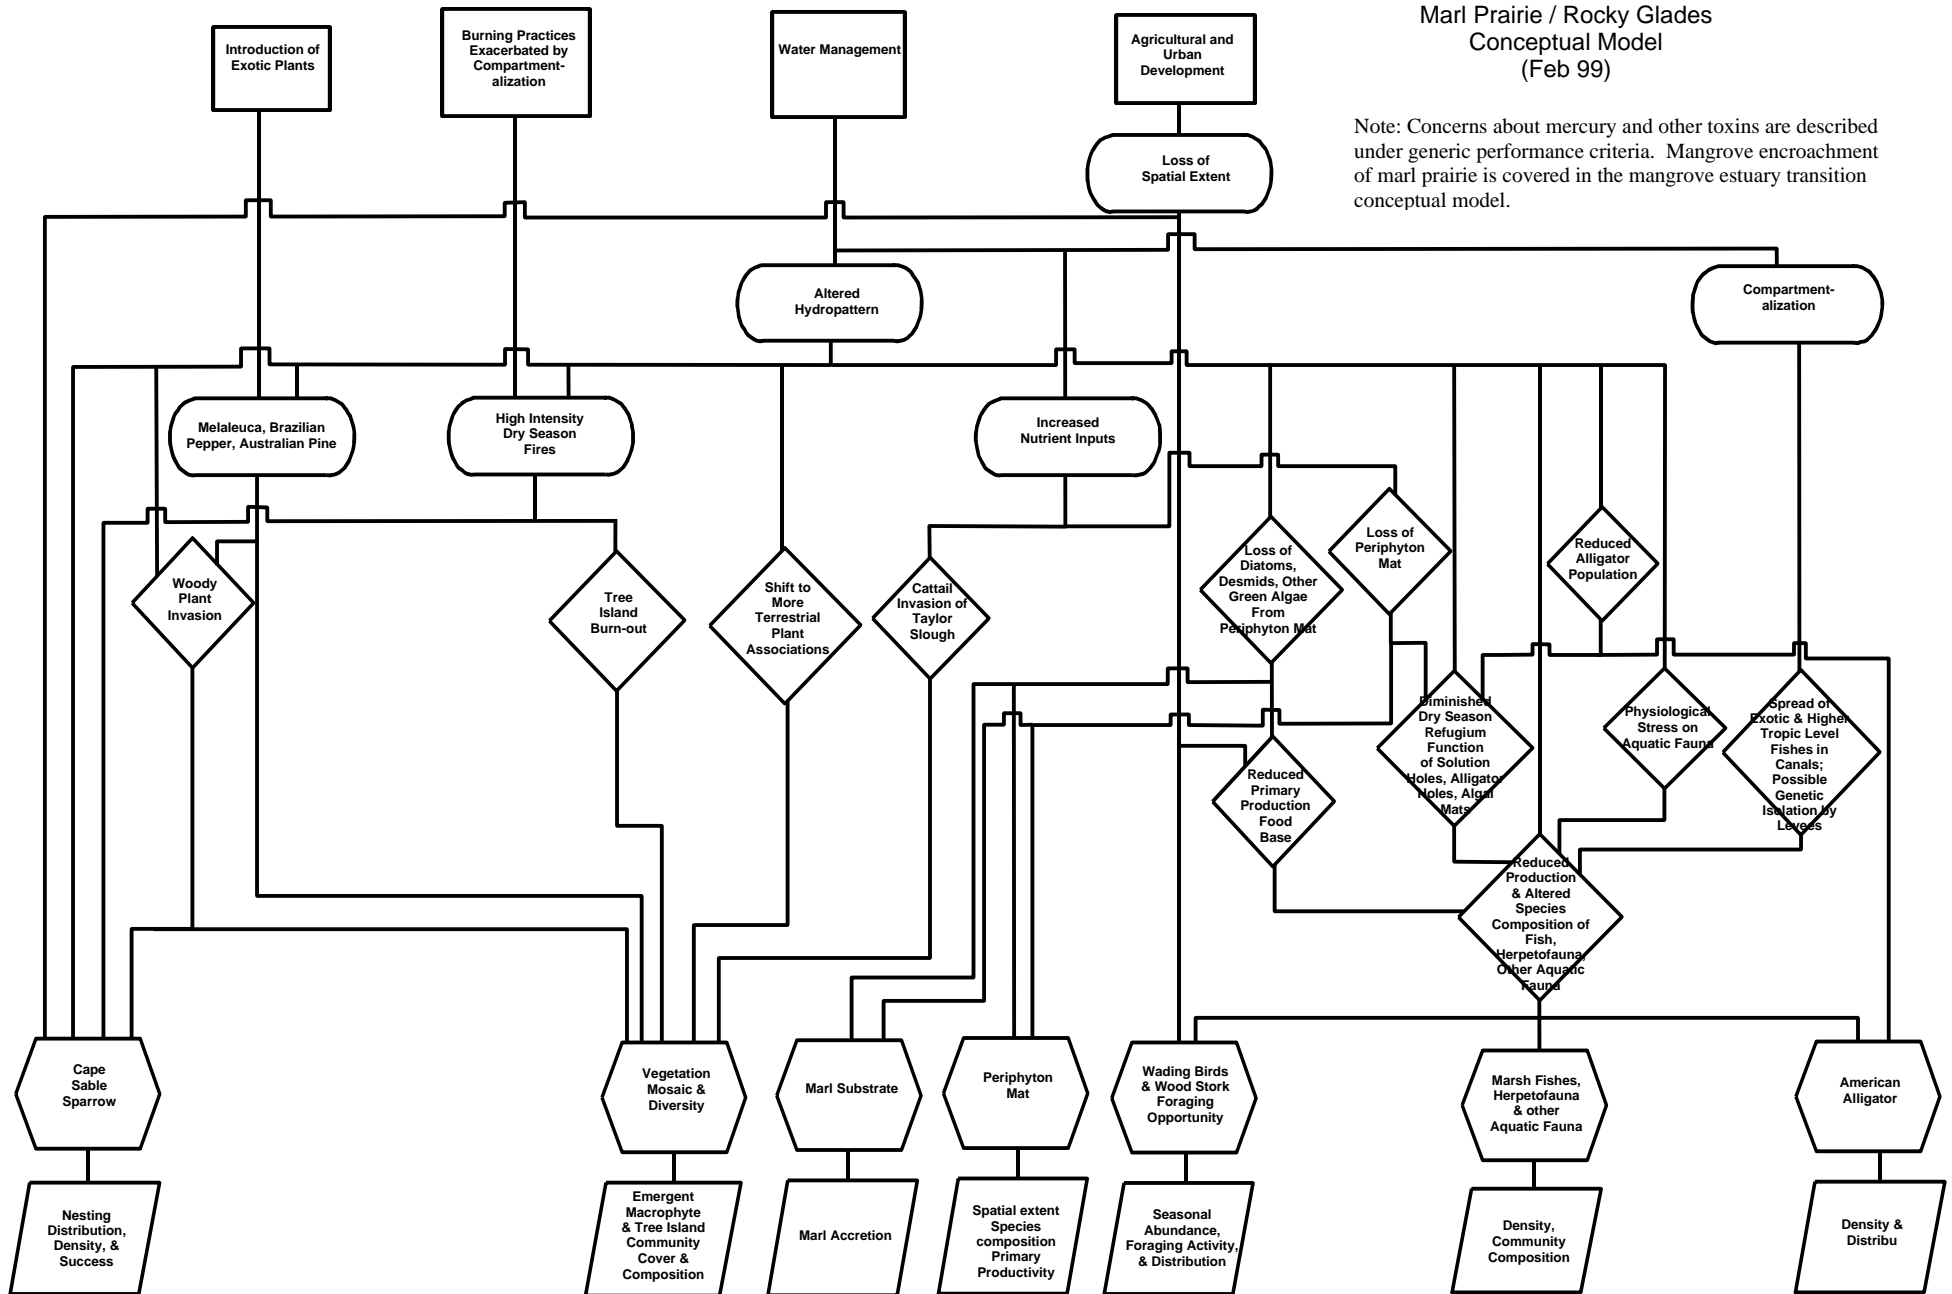 Marl Prairie / Rocky Glades
Conceptual Model
(Feb 99)
Note: Concerns about mercury and other toxins are described
under generic performance criteria.  Mangrove encroachment
of marl prairie is covered in the mangrove estuary transition
conceptual model.
Introduction of
Exotic Plants
Burning Practices
Exacerbated by
Compartment-
alization
Water Management
Agricultural and
Urban
Development
Loss of
Spatial Extent
Altered
Hydropattern
Compartment-
alization
Melaleuca, Brazilian
Pepper, Australian Pine
High Intensity
Dry Season
Fires
Increased
Nutrient Inputs
Woody
Plant
Invasion
Tree
Island
Burn-out
Shift to
More
Terrestrial
Plant
Associations
Cattail
Invasion of
Taylor
Slough
Loss of
Diatoms,
Desmids, Other
Green Algae
From
Periphyton Mat
Loss of
Periphyton
Mat
Reduced
Alligator
Population
Reduced
Primary
Production
Food
Base
Diminished
Dry Season
Refugium
Function
of Solution
Holes, Alligator
Holes, Algal
Mats
Physiological
Stress on
Aquatic Fauna
Spread of
Exotic & Higher
Tropic Level
Fishes in
Canals;
Possible
Genetic
Isolation by
Levees
Reduced
Production
& Altered
Species
Composition of
Fish,
Herpetofauna,
Other Aquatic
Fauna
Cape
Sable
Sparrow
Vegetation
Mosaic &
Diversity
Marl Substrate
Periphyton
Mat
Wading Birds
& Wood Stork
Foraging
Opportunity
Marsh Fishes,
Herpetofauna
& other
Aquatic Fauna
American
Alligator
Nesting
Distribution,
Density, &
Success
Emergent
Macrophyte
& Tree Island
Community
Cover &
Composition
Marl Accretion
Spatial extent
Species
composition
Primary
Productivity
Seasonal
Abundance,
Foraging Activity,
& Distribution
Density,
Community
Composition
Density &
Distribu